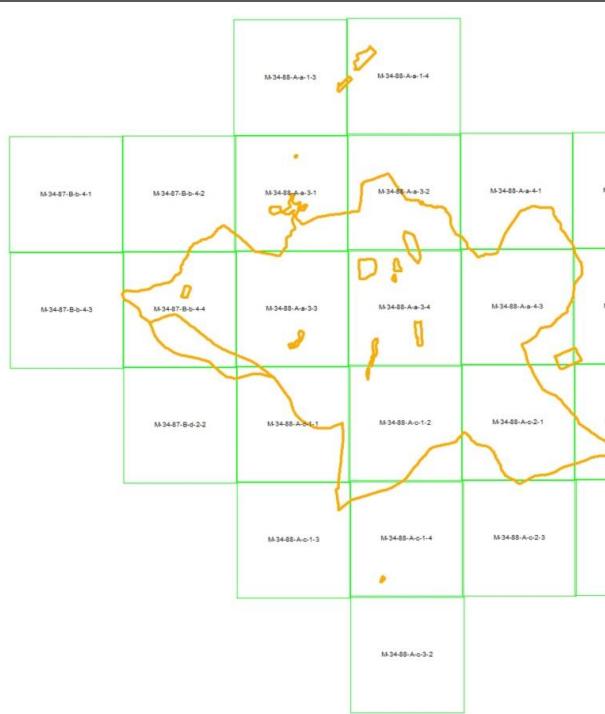 M-34-88-A-a-1-3
M-34-88-A-a-1-4
M-34-87-B-b-4-1
M-34-87-B-b-4-2
M-34-88-A-a-3-1
M-34-88-A-a-3-2
M-34-88-A-a-4-1
M-34-87-B-b-4-3
M-34-87-B-b-4-4
M-34-88-A-a-3-3
M-34-88-A-a-3-4
M-34-88-A-a-4-3
M-34-87-B-d-2-2
M-34-88-A-c-1-1
M-34-88-A-c-1-2
M-34-88-A-c-2-1
M-34-88-A-c-1-3
M-34-88-A-c-1-4
M-34-88-A-c-2-3
M-34-88-A-c-3-2